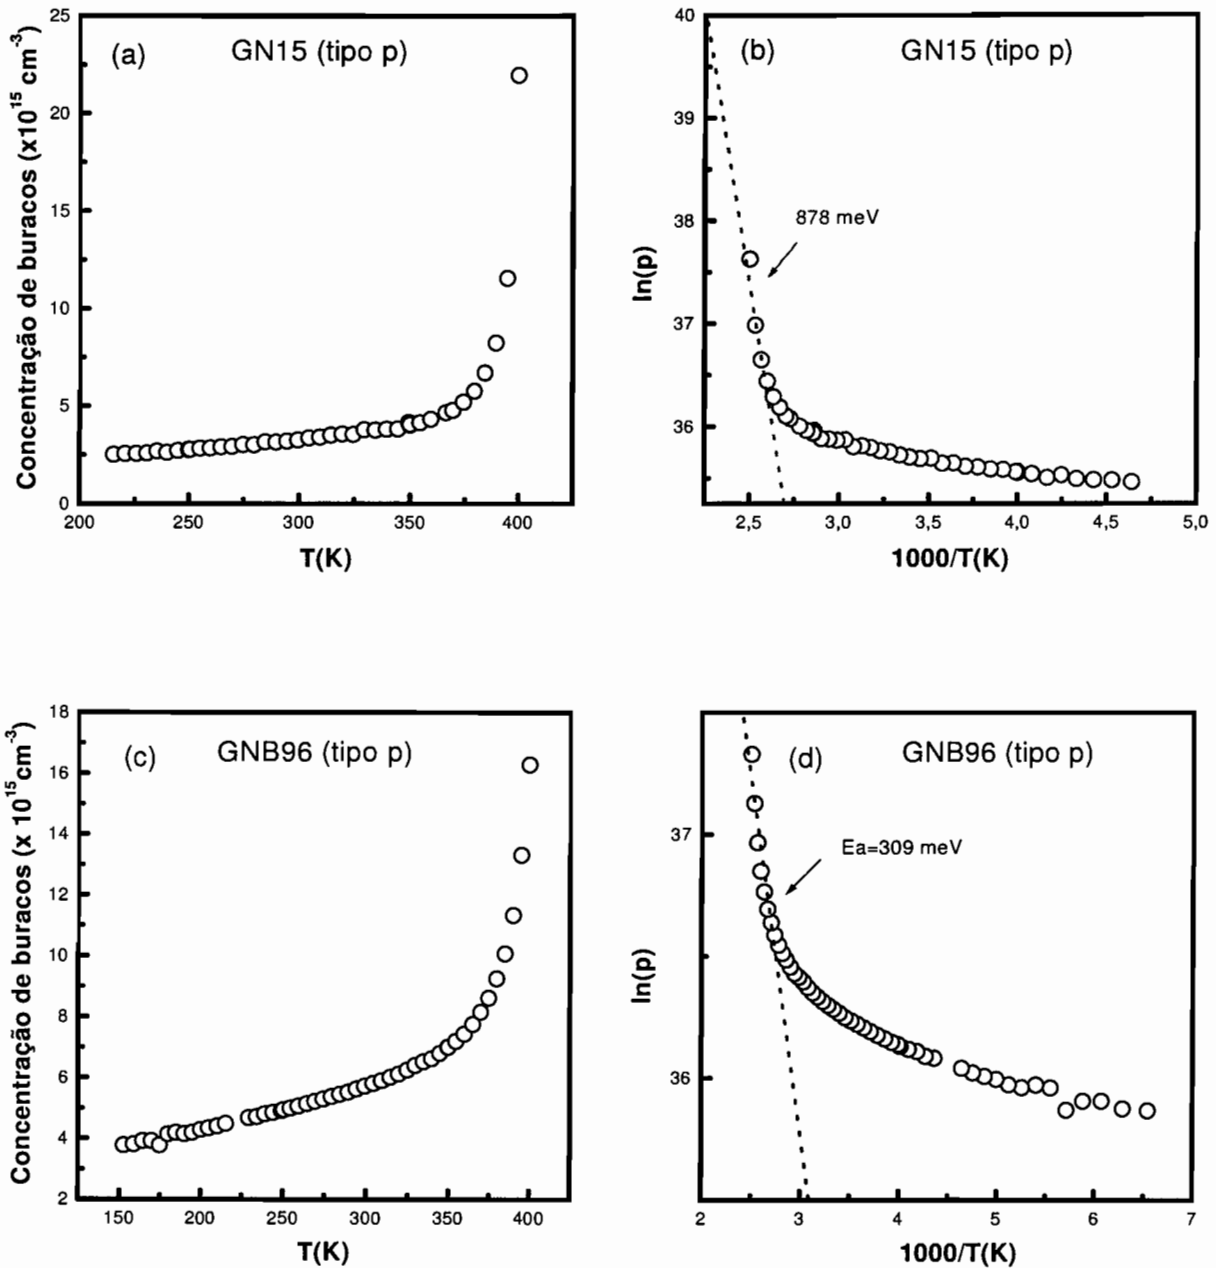 (a) GN15 (tipo p)
Concentração de buracos (x10¹⁵ cm⁻³)
25
20
15
10
5
0
200 250 300 350 400
T(K)
(b) GN15 (tipo p)
878 meV
ln(p)
40
39
38
37
36
2,5 3,0 3,5 4,0 4,5 5,0
1000/T(K)
(c) GNB96 (tipo p)
Concentração de buracos (x 10¹⁵cm⁻³)
18
16
14
12
10
8
6
4
2
150 200 250 300 350 400
T(K)
(d) GNB96 (tipo p)
Ea=309 meV
ln(p)
37
36
2 3 4 5 6 7
1000/T(K)